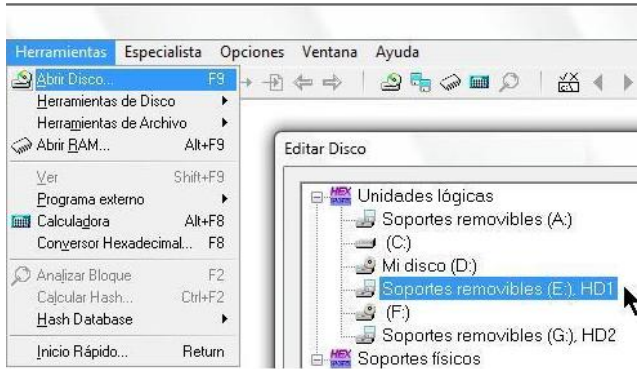 Herramientas Especialista Opciones Ventana Ayuda
Abrir Disco... F9
Herramientas de Disco
Herramientas de Archivo
Abrir RAM... Alt+F9
Ver Shift+F9
Programa externo
Calculadora Alt+F8
Conversor Hexadecimal... F8
Analizar Bloque F2
Calcular Hash... Ctrl+F2
Hash Database
Inicio Rápido... Return
Editar Disco
HEX Unidades lógicas
Soportes removibles (A:)
(C:)
Mi disco (D:)
Soportes removibles (E:), HD1
(F:)
Soportes removibles (G:), HD2
HEX Soportes físicos